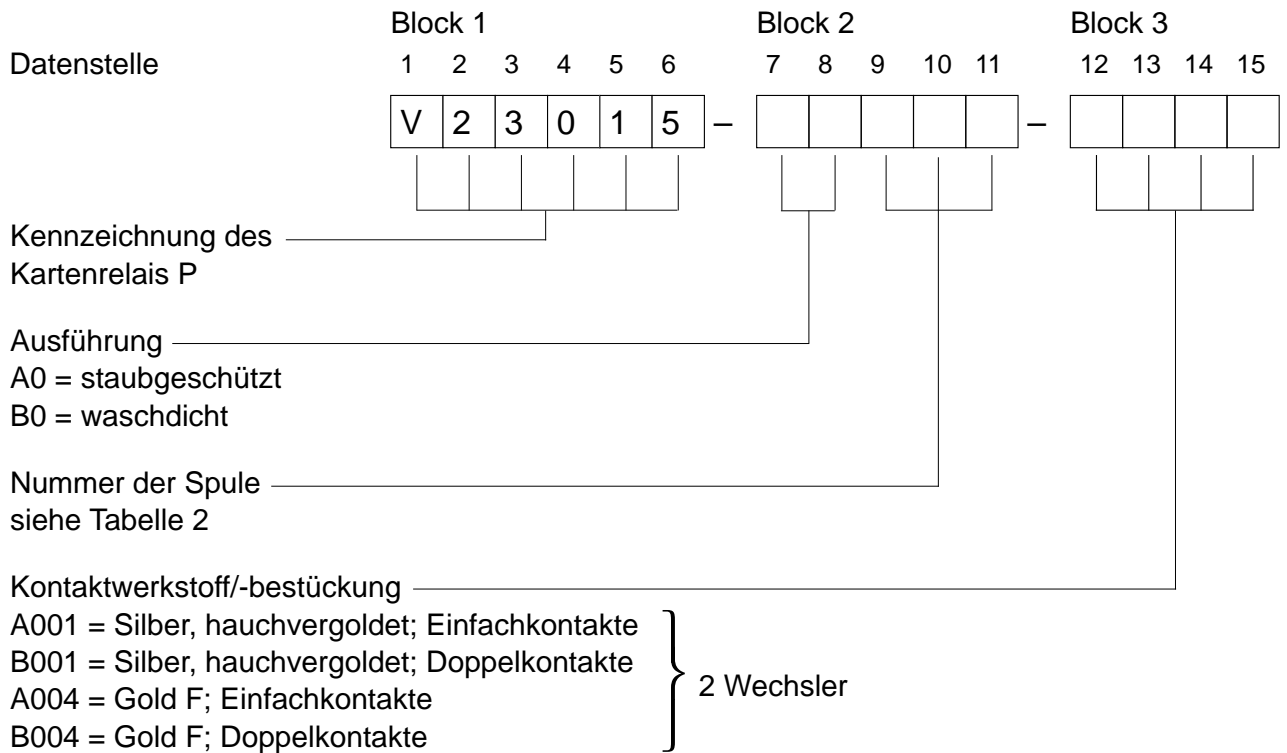 Block 1 Block 2 Block 3
Datenstelle 1 2 3 4 5 6 7 8 9 10 11 12 13 14 15
V 2 3 0 1 5 – –
Kennzeichnung des
Kartenrelais P
Ausführung
A0 = staubgeschützt
B0 = waschdicht
Nummer der Spule
siehe Tabelle 2
Kontaktwerkstoff/-bestückung
A001 = Silber, hauchvergoldet; Einfachkontakte
B001 = Silber, hauchvergoldet; Doppelkontakte
2 Wechsler
A004 = Gold F; Einfachkontakte
B004 = Gold F; Doppelkontakte